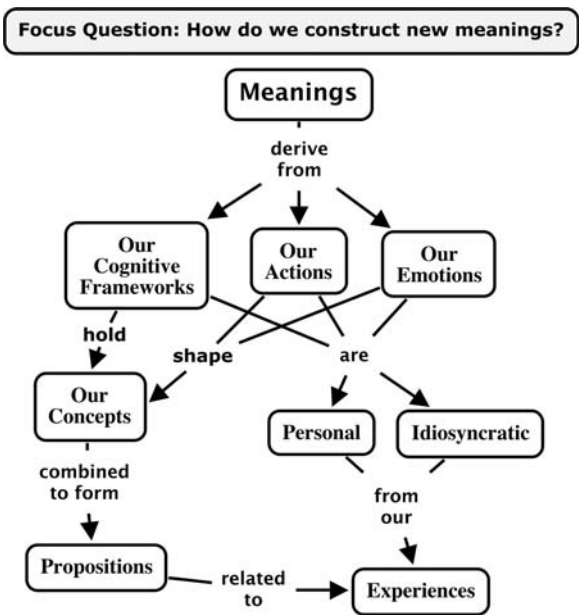 Focus Question: How do we construct new meanings?
Meanings
derive
from
Our
Cognitive
Frameworks
Our
Actions
Our
Emotions
hold
shape
are
Our
Concepts
Personal
Idiosyncratic
combined
to form
from
our
Propositions
related
to
Experiences